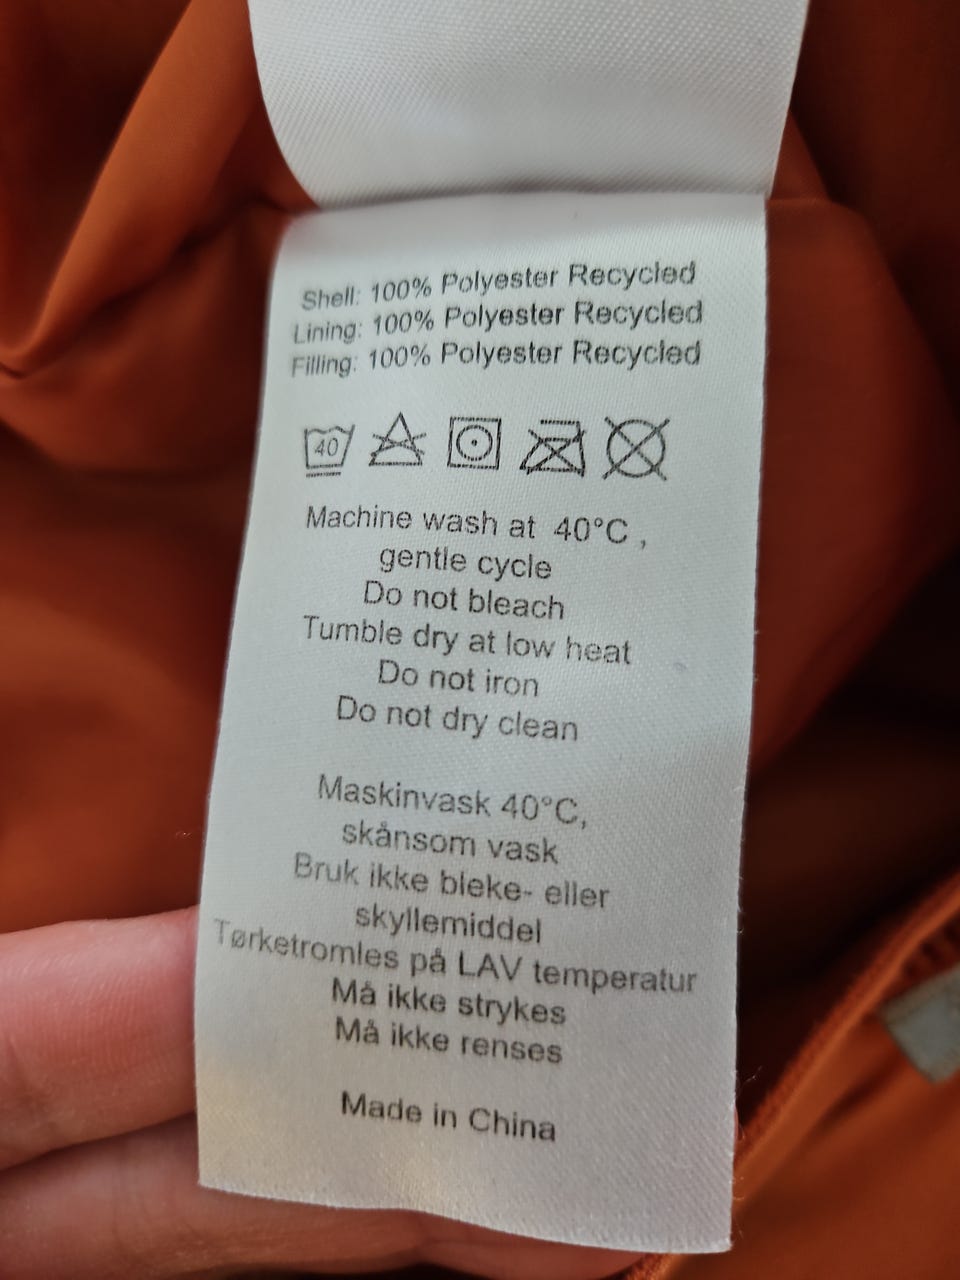 Shell: 100% Polyester Recycled
Lining: 100% Polyester Recycled
Filling: 100% Polyester Recycled
40
Machine wash at 40°C ,
gentle cycle
Do not bleach
Tumble dry at low heat
Do not iron
Do not dry clean
Maskinvask 40°C,
skånsom vask
Bruk ikke bleke- eller
skyllemiddel
Tørketromles på LAV temperatur
Må ikke strykes
Må ikke renses
Made in China